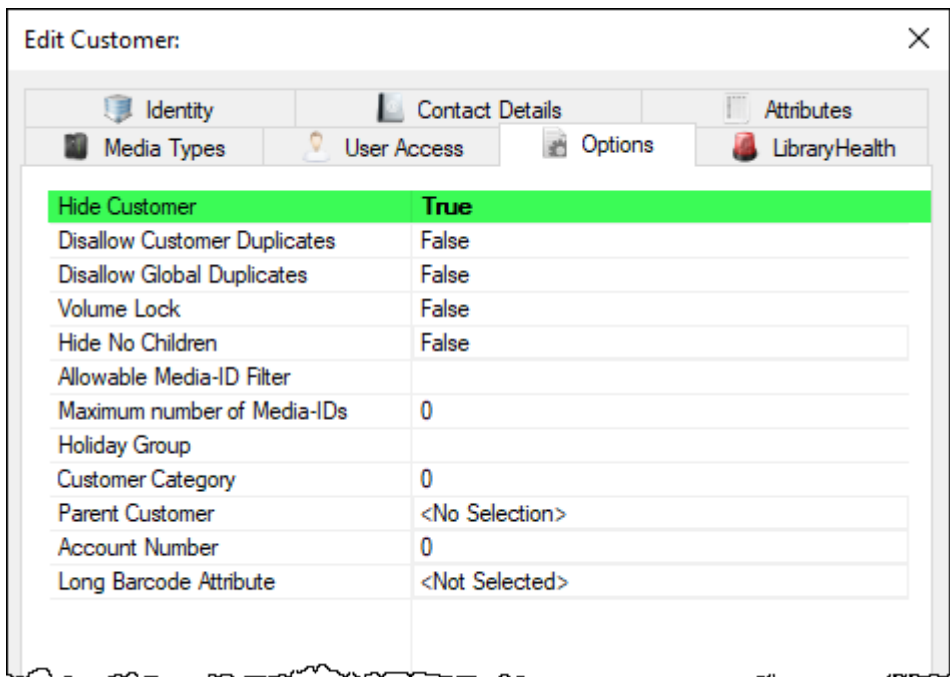 Edit Customer:
Identity Contact Details Attributes
Media Types User Access Options LibraryHealth
Hide Customer True
Disallow Customer Duplicates False
Disallow Global Duplicates False
Volume Lock False
Hide No Children False
Allowable Media-ID Filter
Maximum number of Media-IDs 0
Holiday Group
Customer Category 0
Parent Customer <No Selection>
Account Number 0
Long Barcode Attribute <Not Selected>